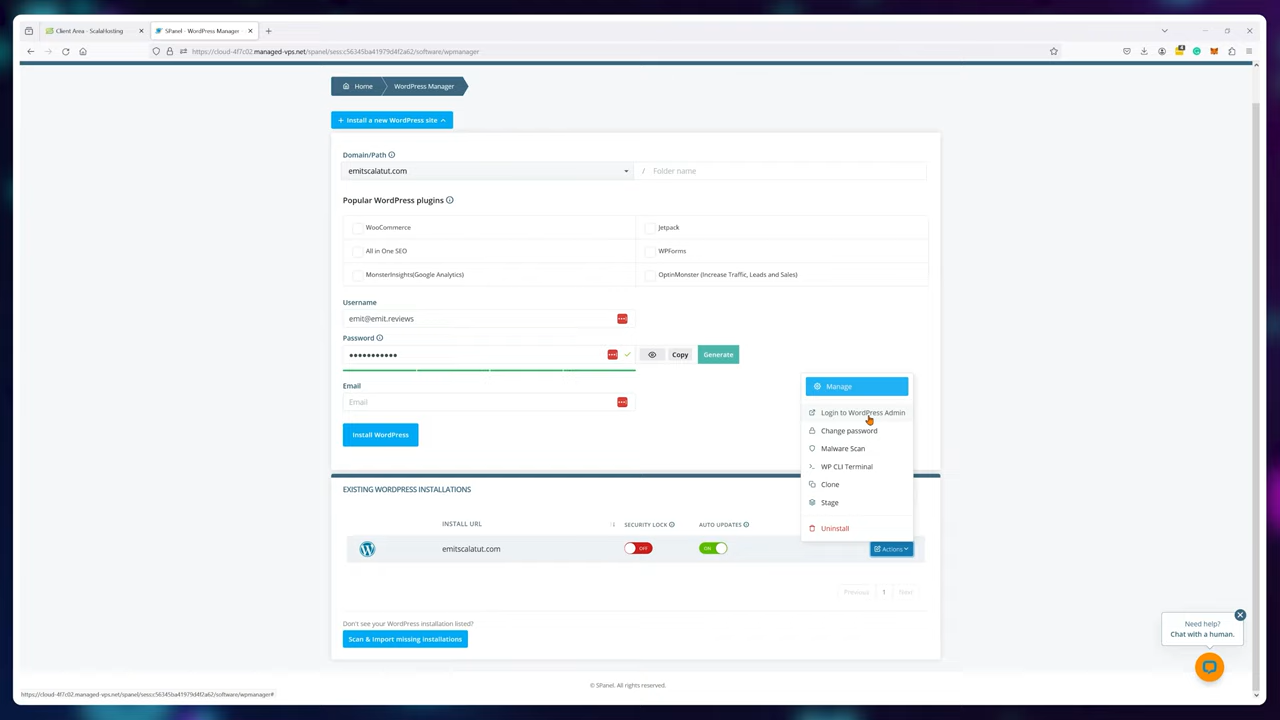 Client Area - ScalaHosting
SPanel - WordPress Manager
https://cloud-4f7c02.managed-vps.net/spanel/sess:c56345ba41979d4f2a62/software/wpmanager
4
Home
WordPress Manager
+ Install a new WordPress site
Domain/Path
emitscalatut.com
/ Folder name
Popular WordPress plugins
WooCommerce
Jetpack
All in One SEO
WPForms
MonsterInsights(Google Analytics)
OptinMonster (Increase Traffic, Leads and Sales)
Username
emit@emit.reviews
Password
Copy
Generate
Email
Email
Install WordPress
Manage
Login to WordPress Admin
Change password
Malware Scan
WP CLI Terminal
Clone
Stage
Uninstall
EXISTING WORDPRESS INSTALLATIONS
INSTALL URL
SECURITY LOCK
AUTO UPDATES
emitscalatut.com
OFF
ON
Actions
Previous
1
Next
Don't see your WordPress installation listed?
Scan & Import missing installations
Need help?
Chat with a human.
© SPanel. All rights reserved.
https://cloud-4f7c02.managed-vps.net/spanel/sess:c56345ba41979d4f2a62/software/wpmanager#